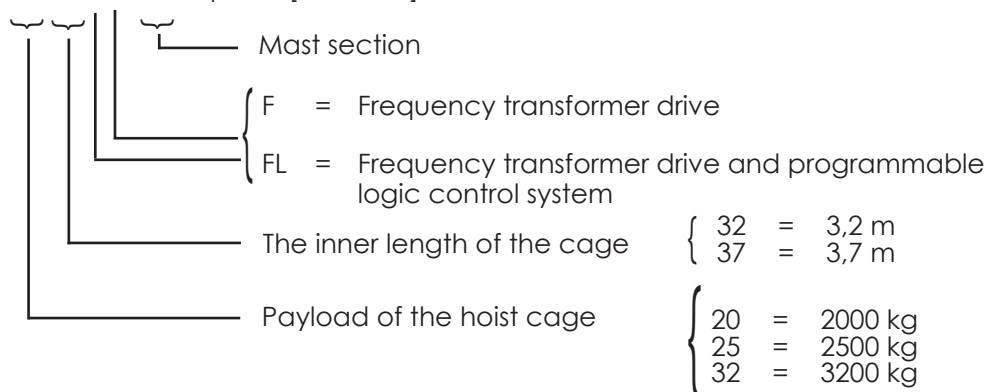 Mast section
F = Frequency transformer drive
FL = Frequency transformer drive and programmable
logic control system
The inner length of the cage 32 = 3,2 m
37 = 3,7 m
Payload of the hoist cage 20 = 2000 kg
25 = 2500 kg
32 = 3200 kg